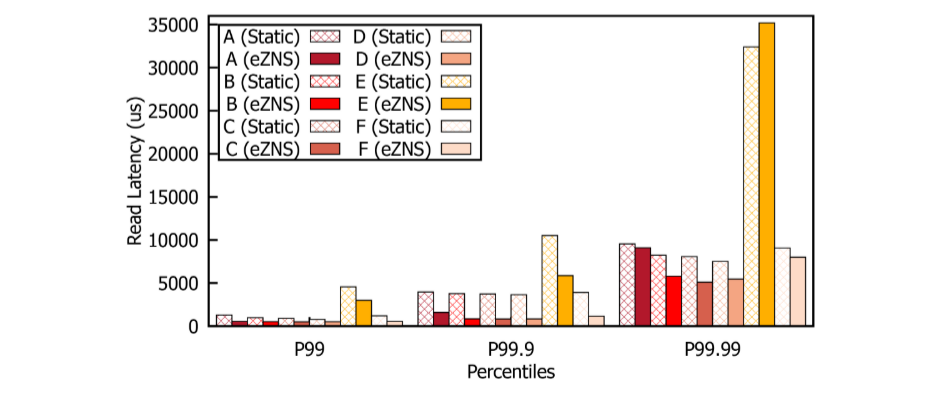 35000
30000
25000
20000
15000
10000
5000
0
Read Latency (us)
A (Static) D (Static)
A (eZNS) D (eZNS)
B (Static) E (Static)
B (eZNS) E (eZNS)
C (Static) F (Static)
C (eZNS) F (eZNS)
P99 P99.9 P99.99
Percentiles